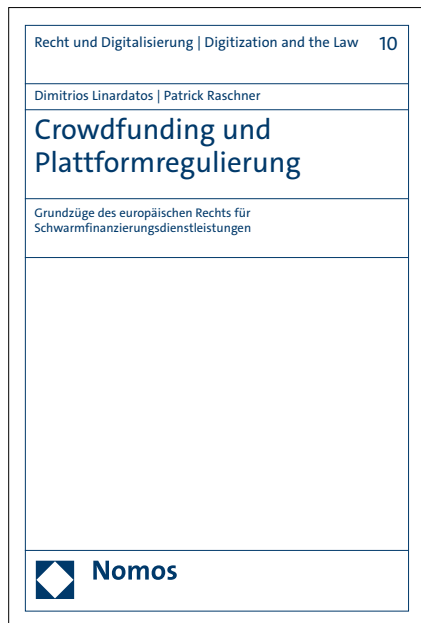 Recht und Digitalisierung | Digitization and the Law 10
Dimitrios Linardatos | Patrick Raschner
Crowdfunding und
Plattformregulierung
Grundzüge des europäischen Rechts für
Schwarmfinanzierungsdienstleistungen
Nomos